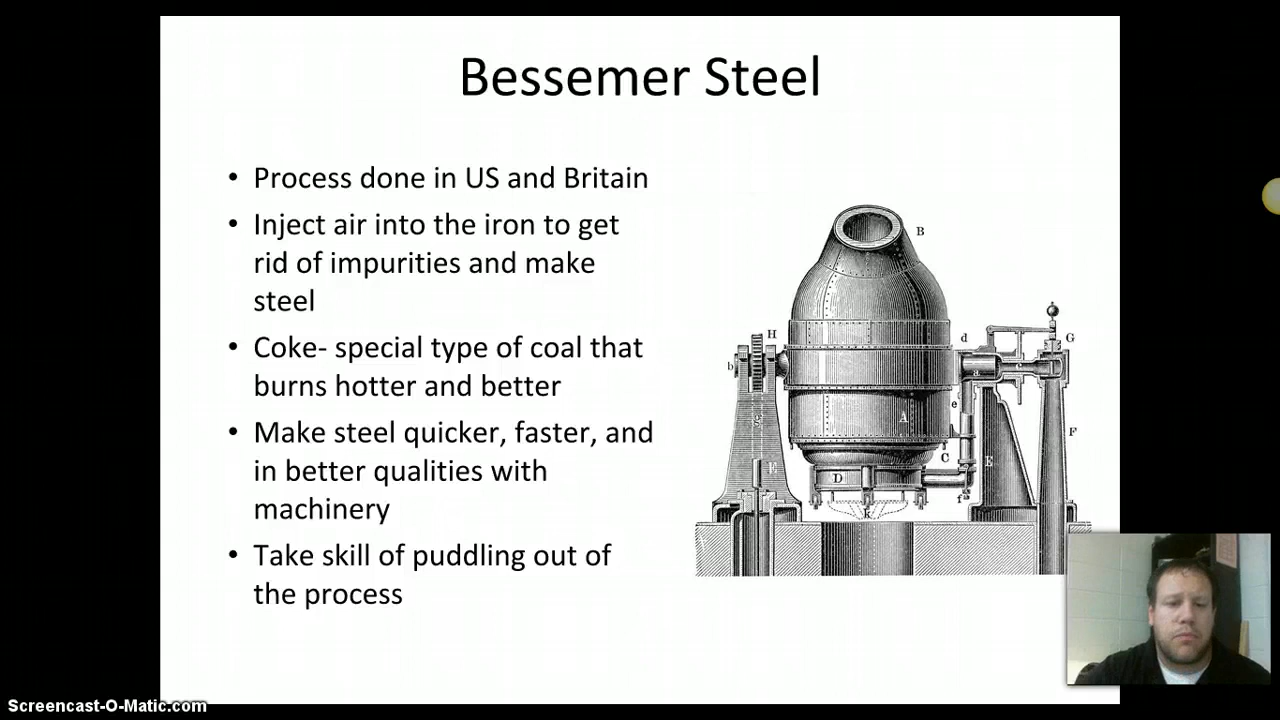 Bessemer Steel
• Process done in US and Britain
• Inject air into the iron to get
rid of impurities and make
steel
• Coke- special type of coal that
burns hotter and better
• Make steel quicker, faster, and
in better qualities with
machinery
• Take skill of puddling out of
the process
B
H
d
G
b
a
c
e
g
A
F
C
E
D
f
k
Screencast-O-Matic.com